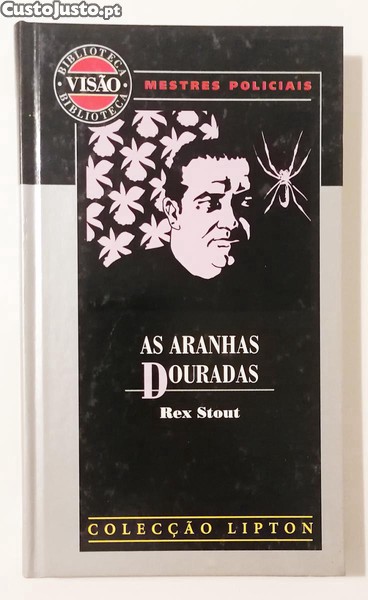 CustoJusto.pt
BIBLIOTECA
VISÃO
BIBLIOTECA
MESTRES POLICIAIS
AS ARANHAS
DOURADAS
Rex Stout
COLECÇÃO LIPTON